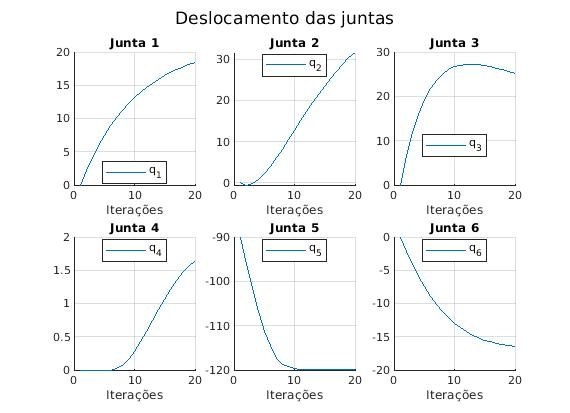 Deslocamento das juntas
Junta 1
20
15
10
5
0
q1
0 10 20
Iterações
Junta 2
30
20
10
0
q2
0 10 20
Iterações
Junta 3
30
20
10
0
q3
0 10 20
Iterações
Junta 4
2
1.5
1
0.5
0
q4
0 10 20
Iterações
Junta 5
-90
-100
-110
-120
q5
0 10 20
Iterações
Junta 6
0
-5
-10
-15
-20
q6
0 10 20
Iterações